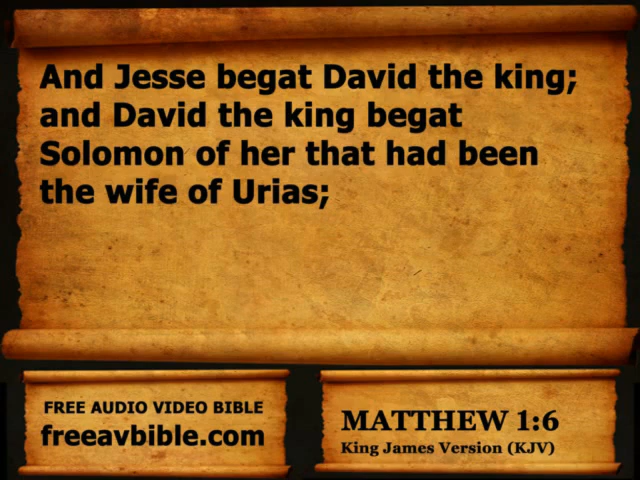 And Jesse begat David the king;
and David the king begat
Solomon of her that had been
the wife of Urias;
FREE AUDIO VIDEO BIBLE
freeavbible.com
MATTHEW 1:6
King James Version (KJV)